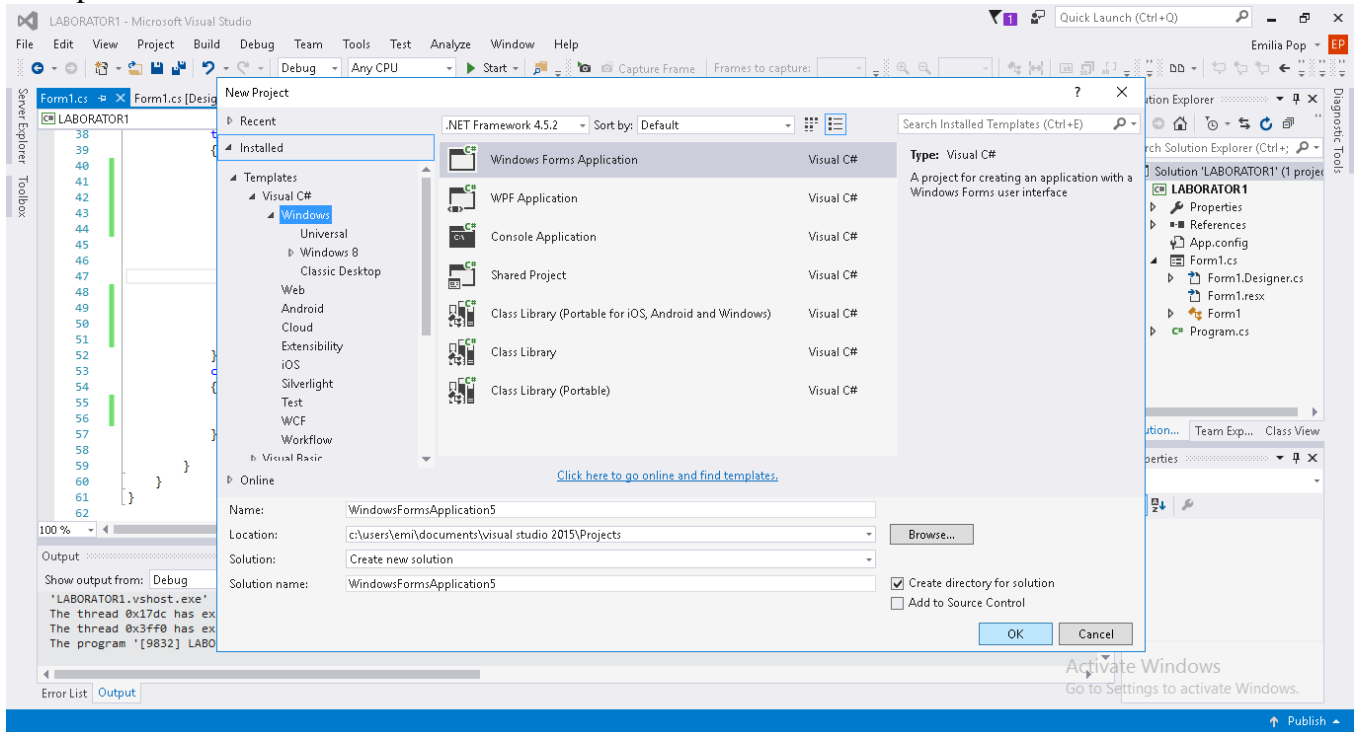 LABORATOR1 - Microsoft Visual Studio
1
Quick Launch (Ctrl+Q)
File Edit View Project Build Debug Team Tools Test Analyze Window Help
Emilia Pop EP
Debug Any CPU Start Capture Frame Frames to capture:
Server Explorer
Toolbox
Form1.cs Form1.cs [Desig
LABORATOR1
38
39 {
40
41
42
43
44
45
46
47
48
49
50
51
52 }
53
54 {
55
56
57 }
58
59 }
60 }
61 }
62
100 %
Output
Show output from: Debug
'LABORATOR1.vshost.exe'
The thread 0x17dc has ex
The thread 0x3ff0 has ex
The program '[9832] LABO
Error List Output
New Project ? X
Recent
Installed
Templates
Visual C#
Windows
Universal
Windows 8
Classic Desktop
Web
Android
Cloud
Extensibility
iOS
Silverlight
Test
WCF
Workflow
Visual Basic
Online
.NET Framework 4.5.2 Sort by: Default
Search Installed Templates (Ctrl+E)
Windows Forms Application Visual C#
WPF Application Visual C#
Console Application Visual C#
Shared Project Visual C#
Class Library (Portable for iOS, Android and Windows) Visual C#
Class Library Visual C#
Class Library (Portable) Visual C#
Click here to go online and find templates.
Type: Visual C#
A project for creating an application with a
Windows Forms user interface
Name: WindowsFormsApplication5
Location: c:\users\emi\documents\visual studio 2015\Projects
Browse...
Solution: Create new solution
Solution name: WindowsFormsApplication5
Create directory for solution
Add to Source Control
OK Cancel
ution Explorer
rch Solution Explorer (Ctrl+;
Solution 'LABORATOR1' (1 projec
LABORATOR1
Properties
References
App.config
Form1.cs
Form1.Designer.cs
Form1.resx
Form1
Program.cs
ution... Team Exp... Class View
perties
Diagnostic Tools
Activate Windows
Go to Settings to activate Windows.
Publish